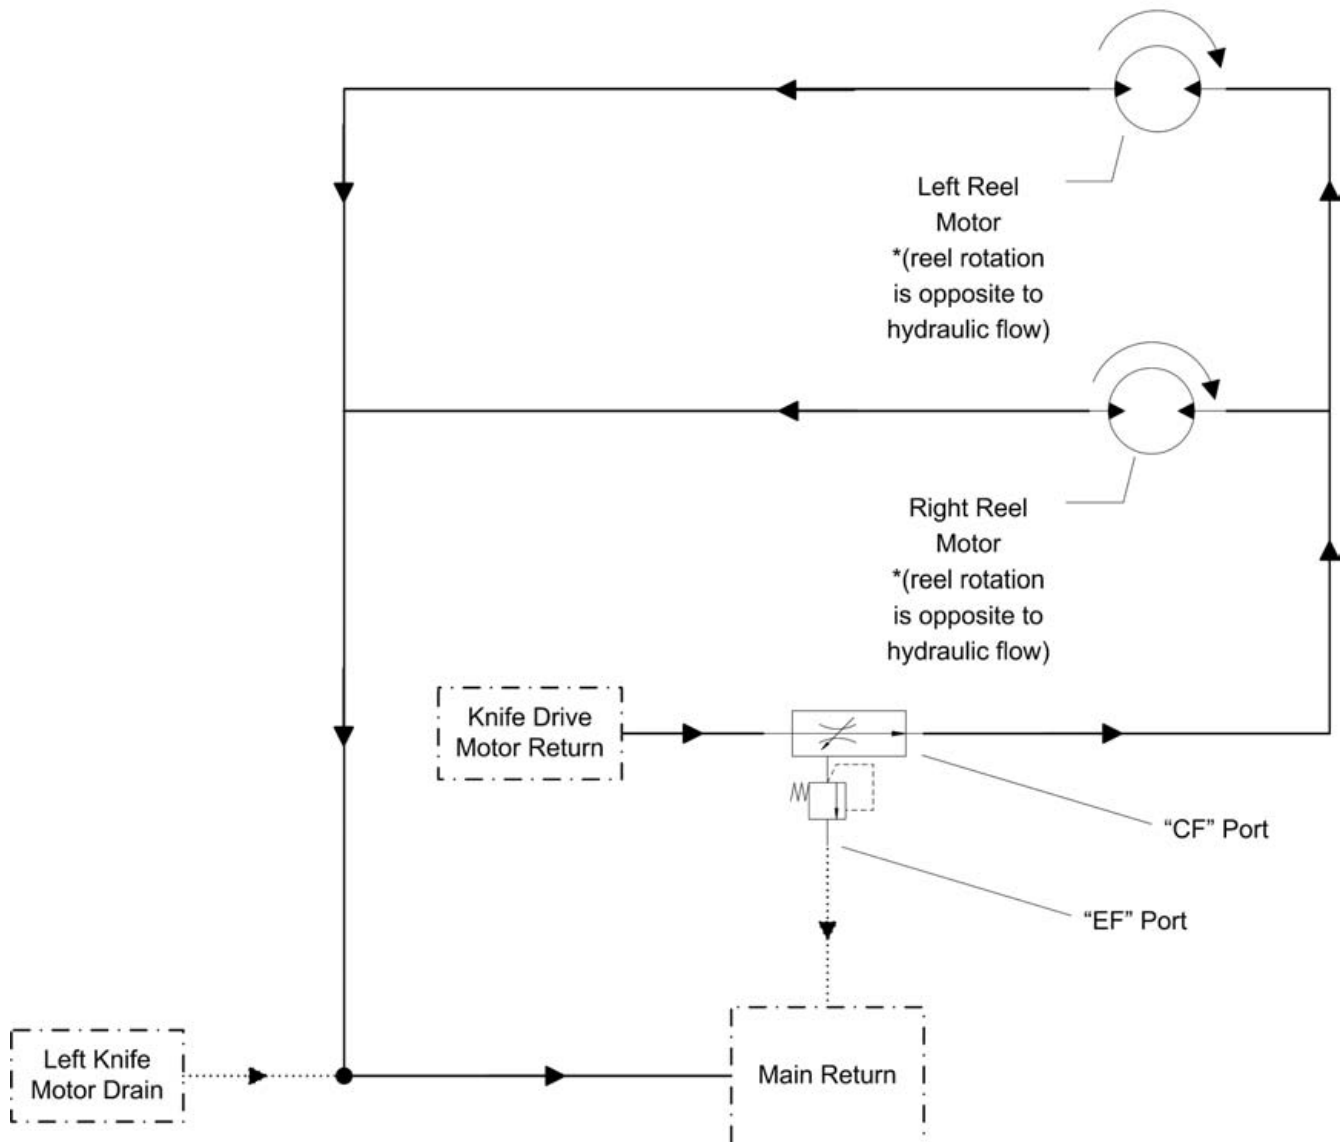 Left Reel
Motor
*(reel rotation
is opposite to
hydraulic flow)
Right Reel
Motor
*(reel rotation
is opposite to
hydraulic flow)
Knife Drive
Motor Return
“CF” Port
“EF” Port
Left Knife
Motor Drain
Main Return